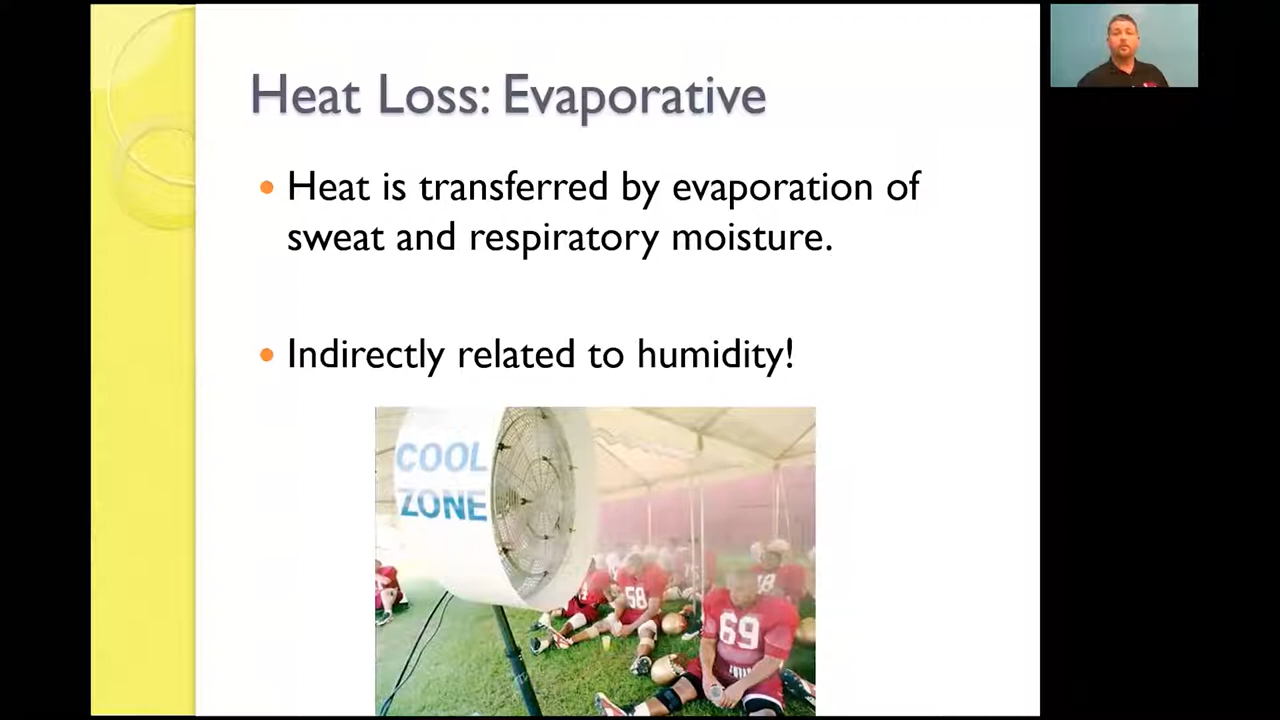 Heat Loss: Evaporative
Heat is transferred by evaporation of
sweat and respiratory moisture.
Indirectly related to humidity!
COOL
ZONE
58
69